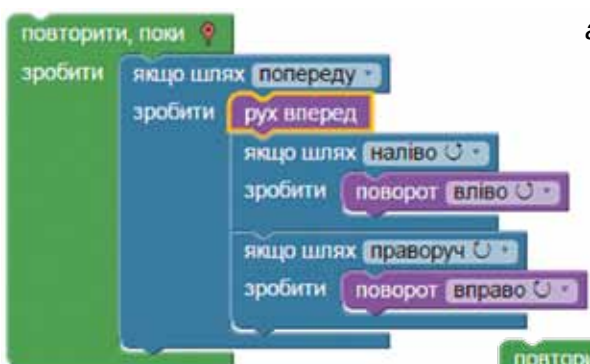 повторити, поки
зробити якщо шлях попереду
зробити рух вперед
якщо шлях наліво
зробити поворот вліво
якщо шлях праворуч
зробити поворот вправо